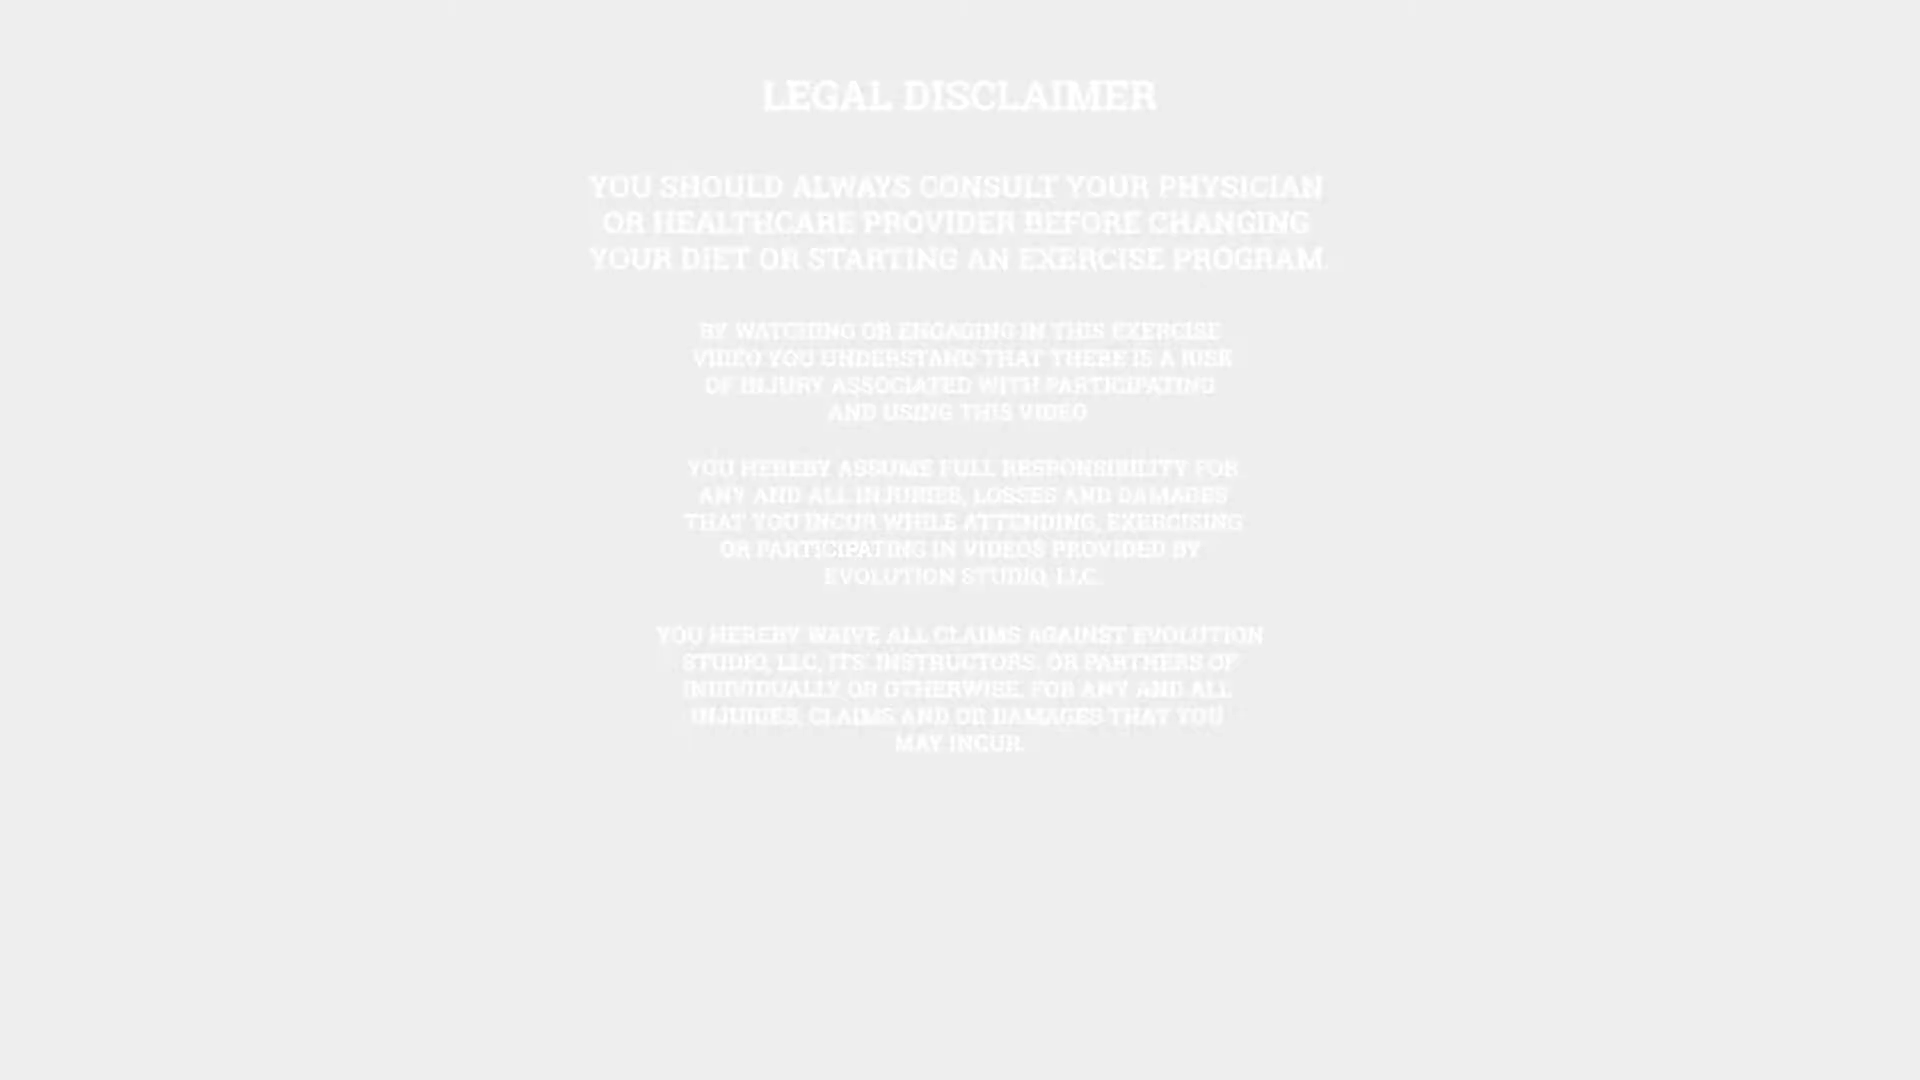 LEGAL DISCLAIMER
YOU SHOULD ALWAYS CONSULT YOUR PHYSICIAN
OR HEALTHCARE PROVIDER BEFORE CHANGING
YOUR DIET OR STARTING AN EXERCISE PROGRAM.
BY WATCHING OR ENGAGING IN THIS EXERCISE
VIDEO YOU UNDERSTAND THAT THERE IS A RISK
OF INJURY ASSOCIATED WITH PARTICIPATING
AND USING THIS VIDEO
YOU HEREBY ASSUME FULL RESPONSIBILITY FOR
ANY AND ALL INJURIES, LOSSES AND DAMAGES
THAT YOU INCUR WHILE ATTENDING, EXERCISING
OR PARTICIPATING IN VIDEOS PROVIDED BY
EVOLUTION STUDIO, LLC.
YOU HEREBY WAIVE ALL CLAIMS AGAINST EVOLUTION
STUDIO, LLC, ITS' INSTRUCTORS, OR PARTNERS OF
INDIVIDUALLY OR OTHERWISE, FOR ANY AND ALL
INJURIES, CLAIMS AND OR DAMAGES THAT YOU
MAY INCUR.